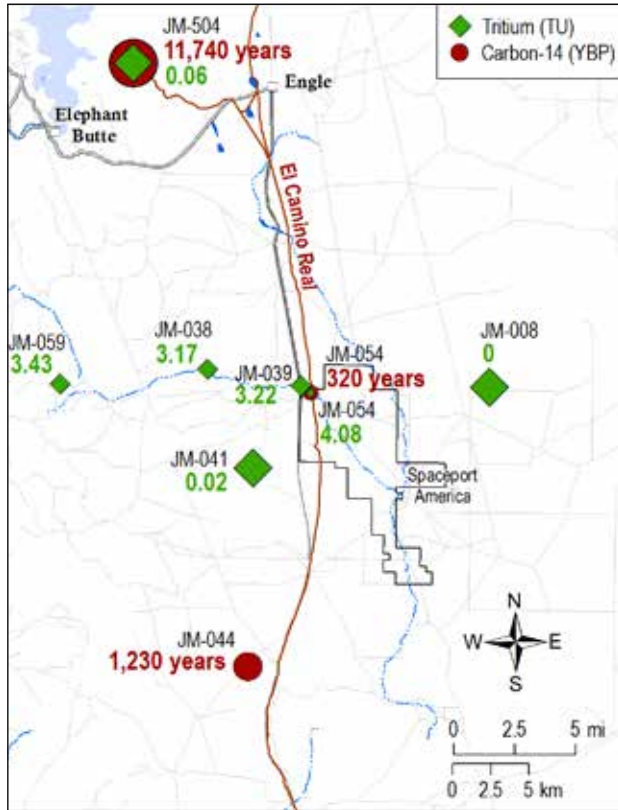 Tritium (TU)
Carbon-14 (YBP)
JM-504
11,740 years
0.06
Engle
Elephant
Butte
El Camino Real
JM-059
3.43
JM-038
3.17
JM-039
3.22
JM-054
320 years
JM-054
4.08
JM-008
0
JM-041
0.02
Spaceport
America
JM-044
1,230 years
N
W
E
S
0 2.5 5 mi
0 2.5 5 km